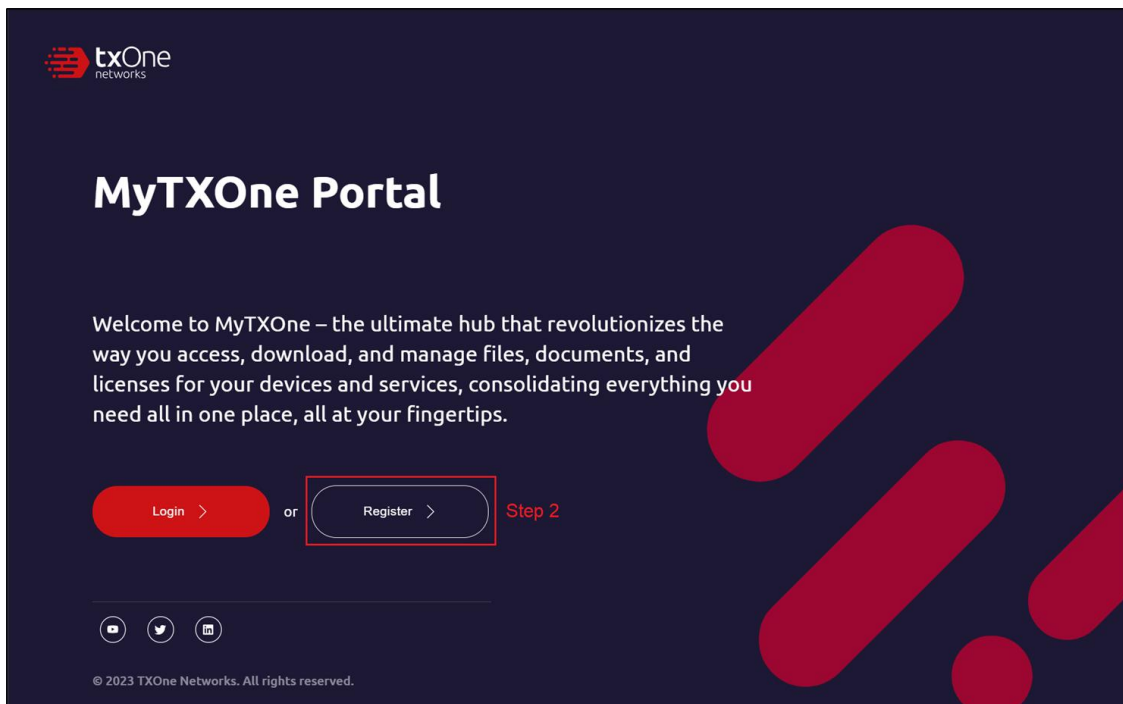 txOne
networks
MyTXOne Portal
Welcome to MyTXOne – the ultimate hub that revolutionizes the
way you access, download, and manage files, documents, and
licenses for your devices and services, consolidating everything you
need all in one place, all at your fingertips.
Login or Register Step 2
© 2023 TXOne Networks. All rights reserved.